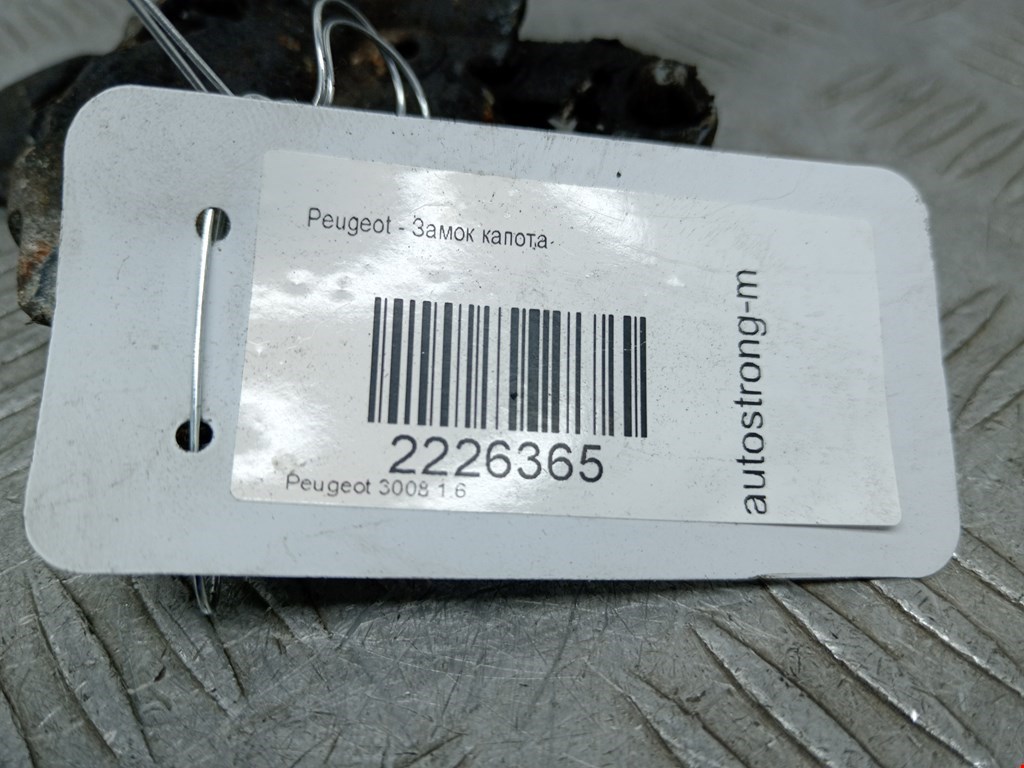 Peugeot - Замок капота
2226365
Peugeot 3008 1.6
autostrong-m